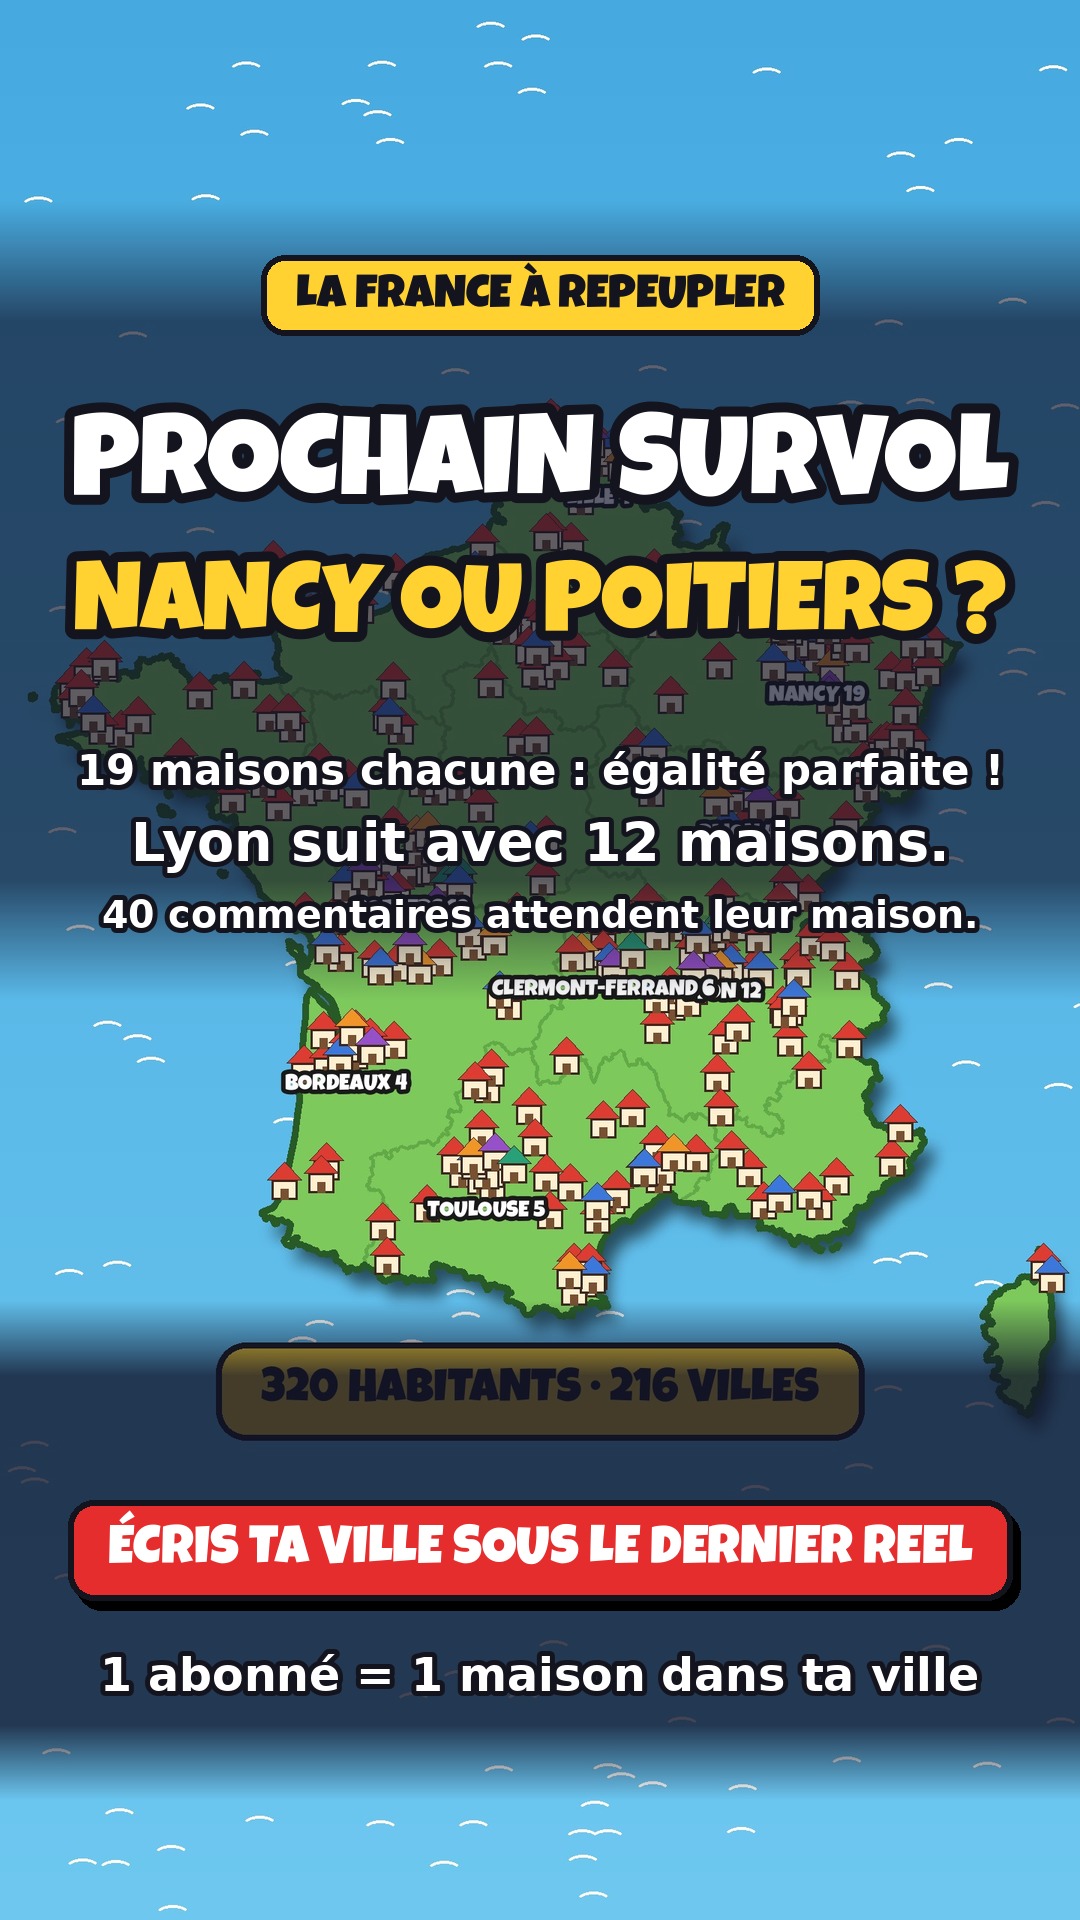 LA FRANCE À REPEUPLER
PROCHAIN SURVOL
NANCY OU POITIERS ?
NANCY 19
19 maisons chacune : égalité parfaite !
Lyon suit avec 12 maisons.
40 commentaires attendent leur maison.
CLERMONT-FERRAND 6
12
BORDEAUX 4
TOULOUSE 5
320 HABITANTS · 216 VILLES
ÉCRIS TA VILLE SOUS LE DERNIER REEL
1 abonné = 1 maison dans ta ville